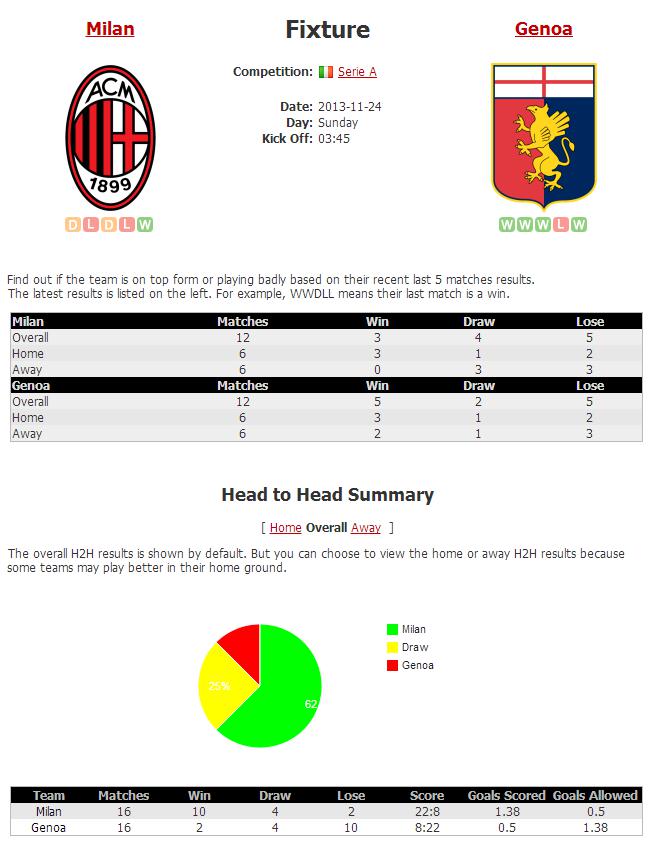 Milan
Fixture
Genoa
Competition: Serie A
ACM
1899
Date: 2013-11-24
Day: Sunday
Kick Off: 03:45
D L D L W
W W W L W
Find out if the team is on top form or playing badly based on their recent last 5 matches results.
The latest results is listed on the left. For example, WWDLL means their last match is a win.
Milan Matches Win Draw Lose
Overall 12 3 4 5
Home 6 3 1 2
Away 6 0 3 3
Genoa Matches Win Draw Lose
Overall 12 5 2 5
Home 6 3 1 2
Away 6 2 1 3
Head to Head Summary
[ Home Overall Away ]
The overall H2H results is shown by default. But you can choose to view the home or away H2H results because
some teams may play better in their home ground.
Milan
Draw
Genoa
25%
62
Team Matches Win Draw Lose Score Goals Scored Goals Allowed
Milan 16 10 4 2 22:8 1.38 0.5
Genoa 16 2 4 10 8:22 0.5 1.38